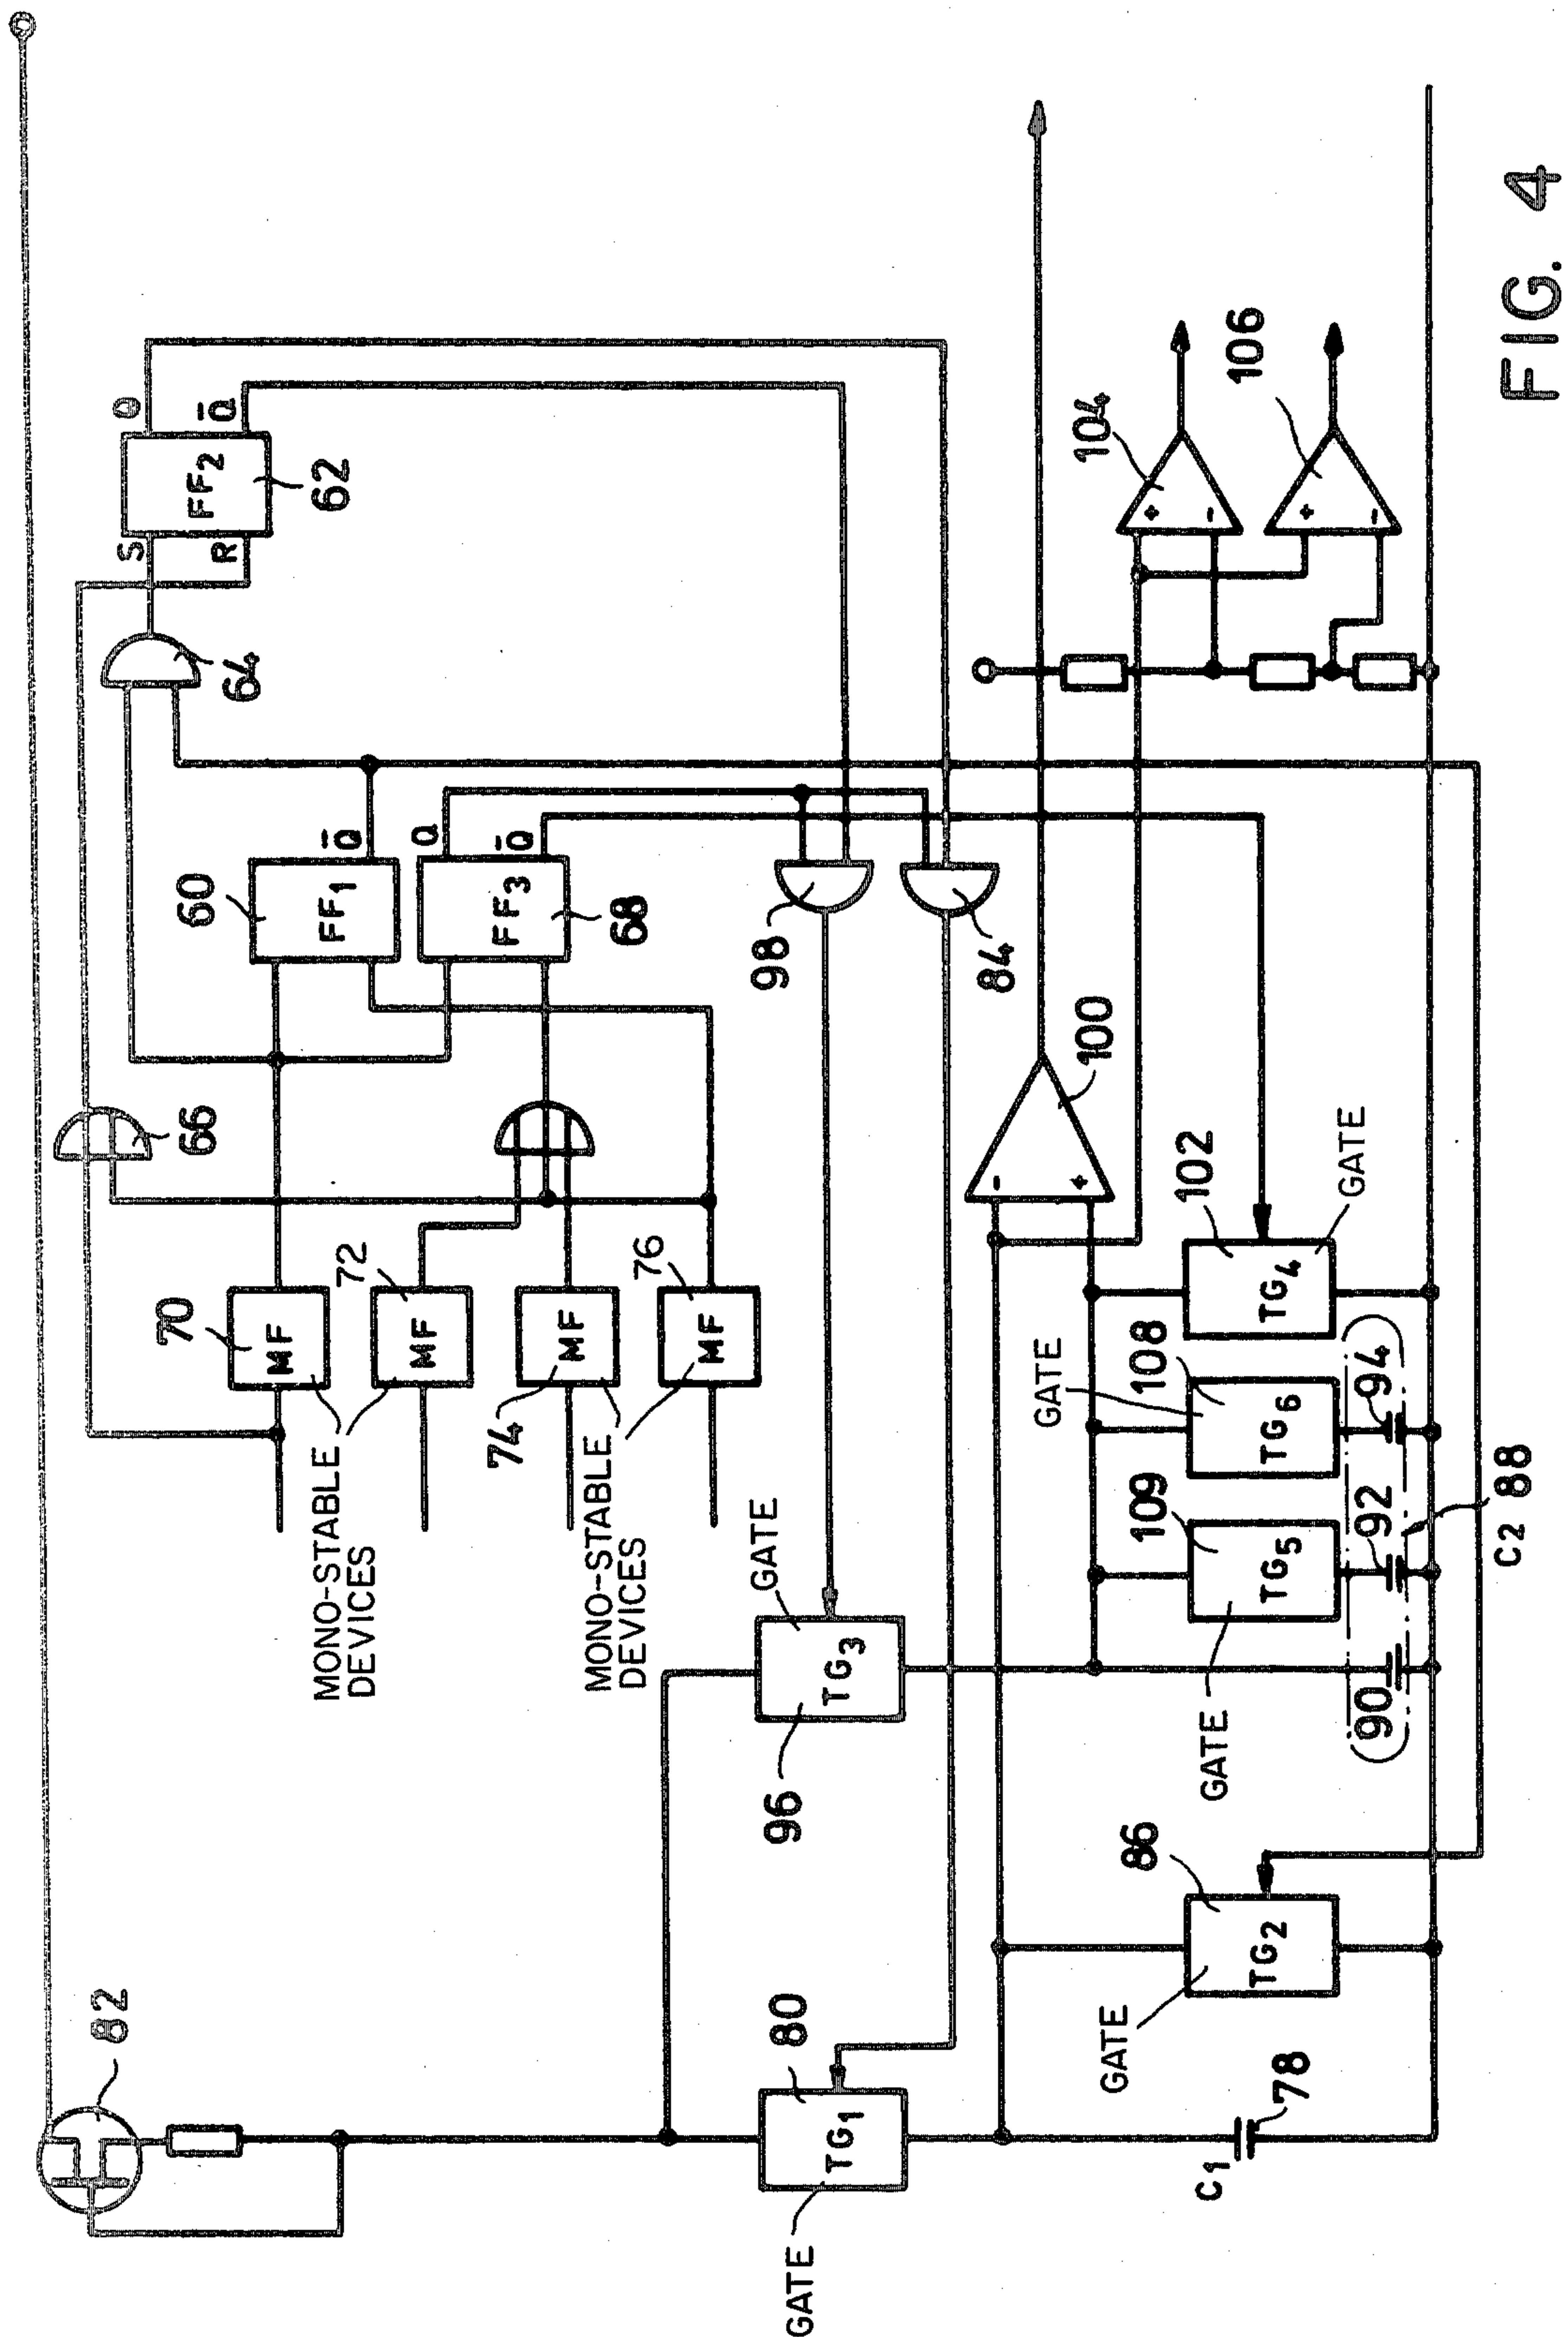 82
66
64
S
R
Q
Q̄
FF2
62
70
MF
60
FF1
Q̄
72
MF
Q
Q̄
FF3
68
MONO-STABLE
DEVICES
74
MF
76
MF
MONO-STABLE
DEVICES
98
84
GATE
80
TG1
96
TG3
GATE
100
-
+
104
+
-
106
+
-
C1
78
GATE
86
TG2
GATE
109
TG5
GATE
108
TG6
102
TG4
GATE
90
92
94
C2
88
FIG. 4